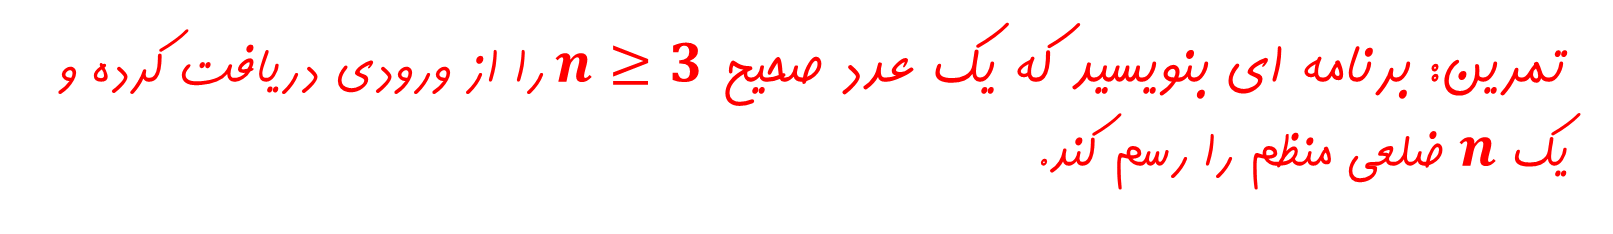 تمرین: برنامه ای بنویسید که یک عدد صحیح n ≥ 3 را از ورودی دریافت کرده و
یک n ضلعی منظم را رسم کند.